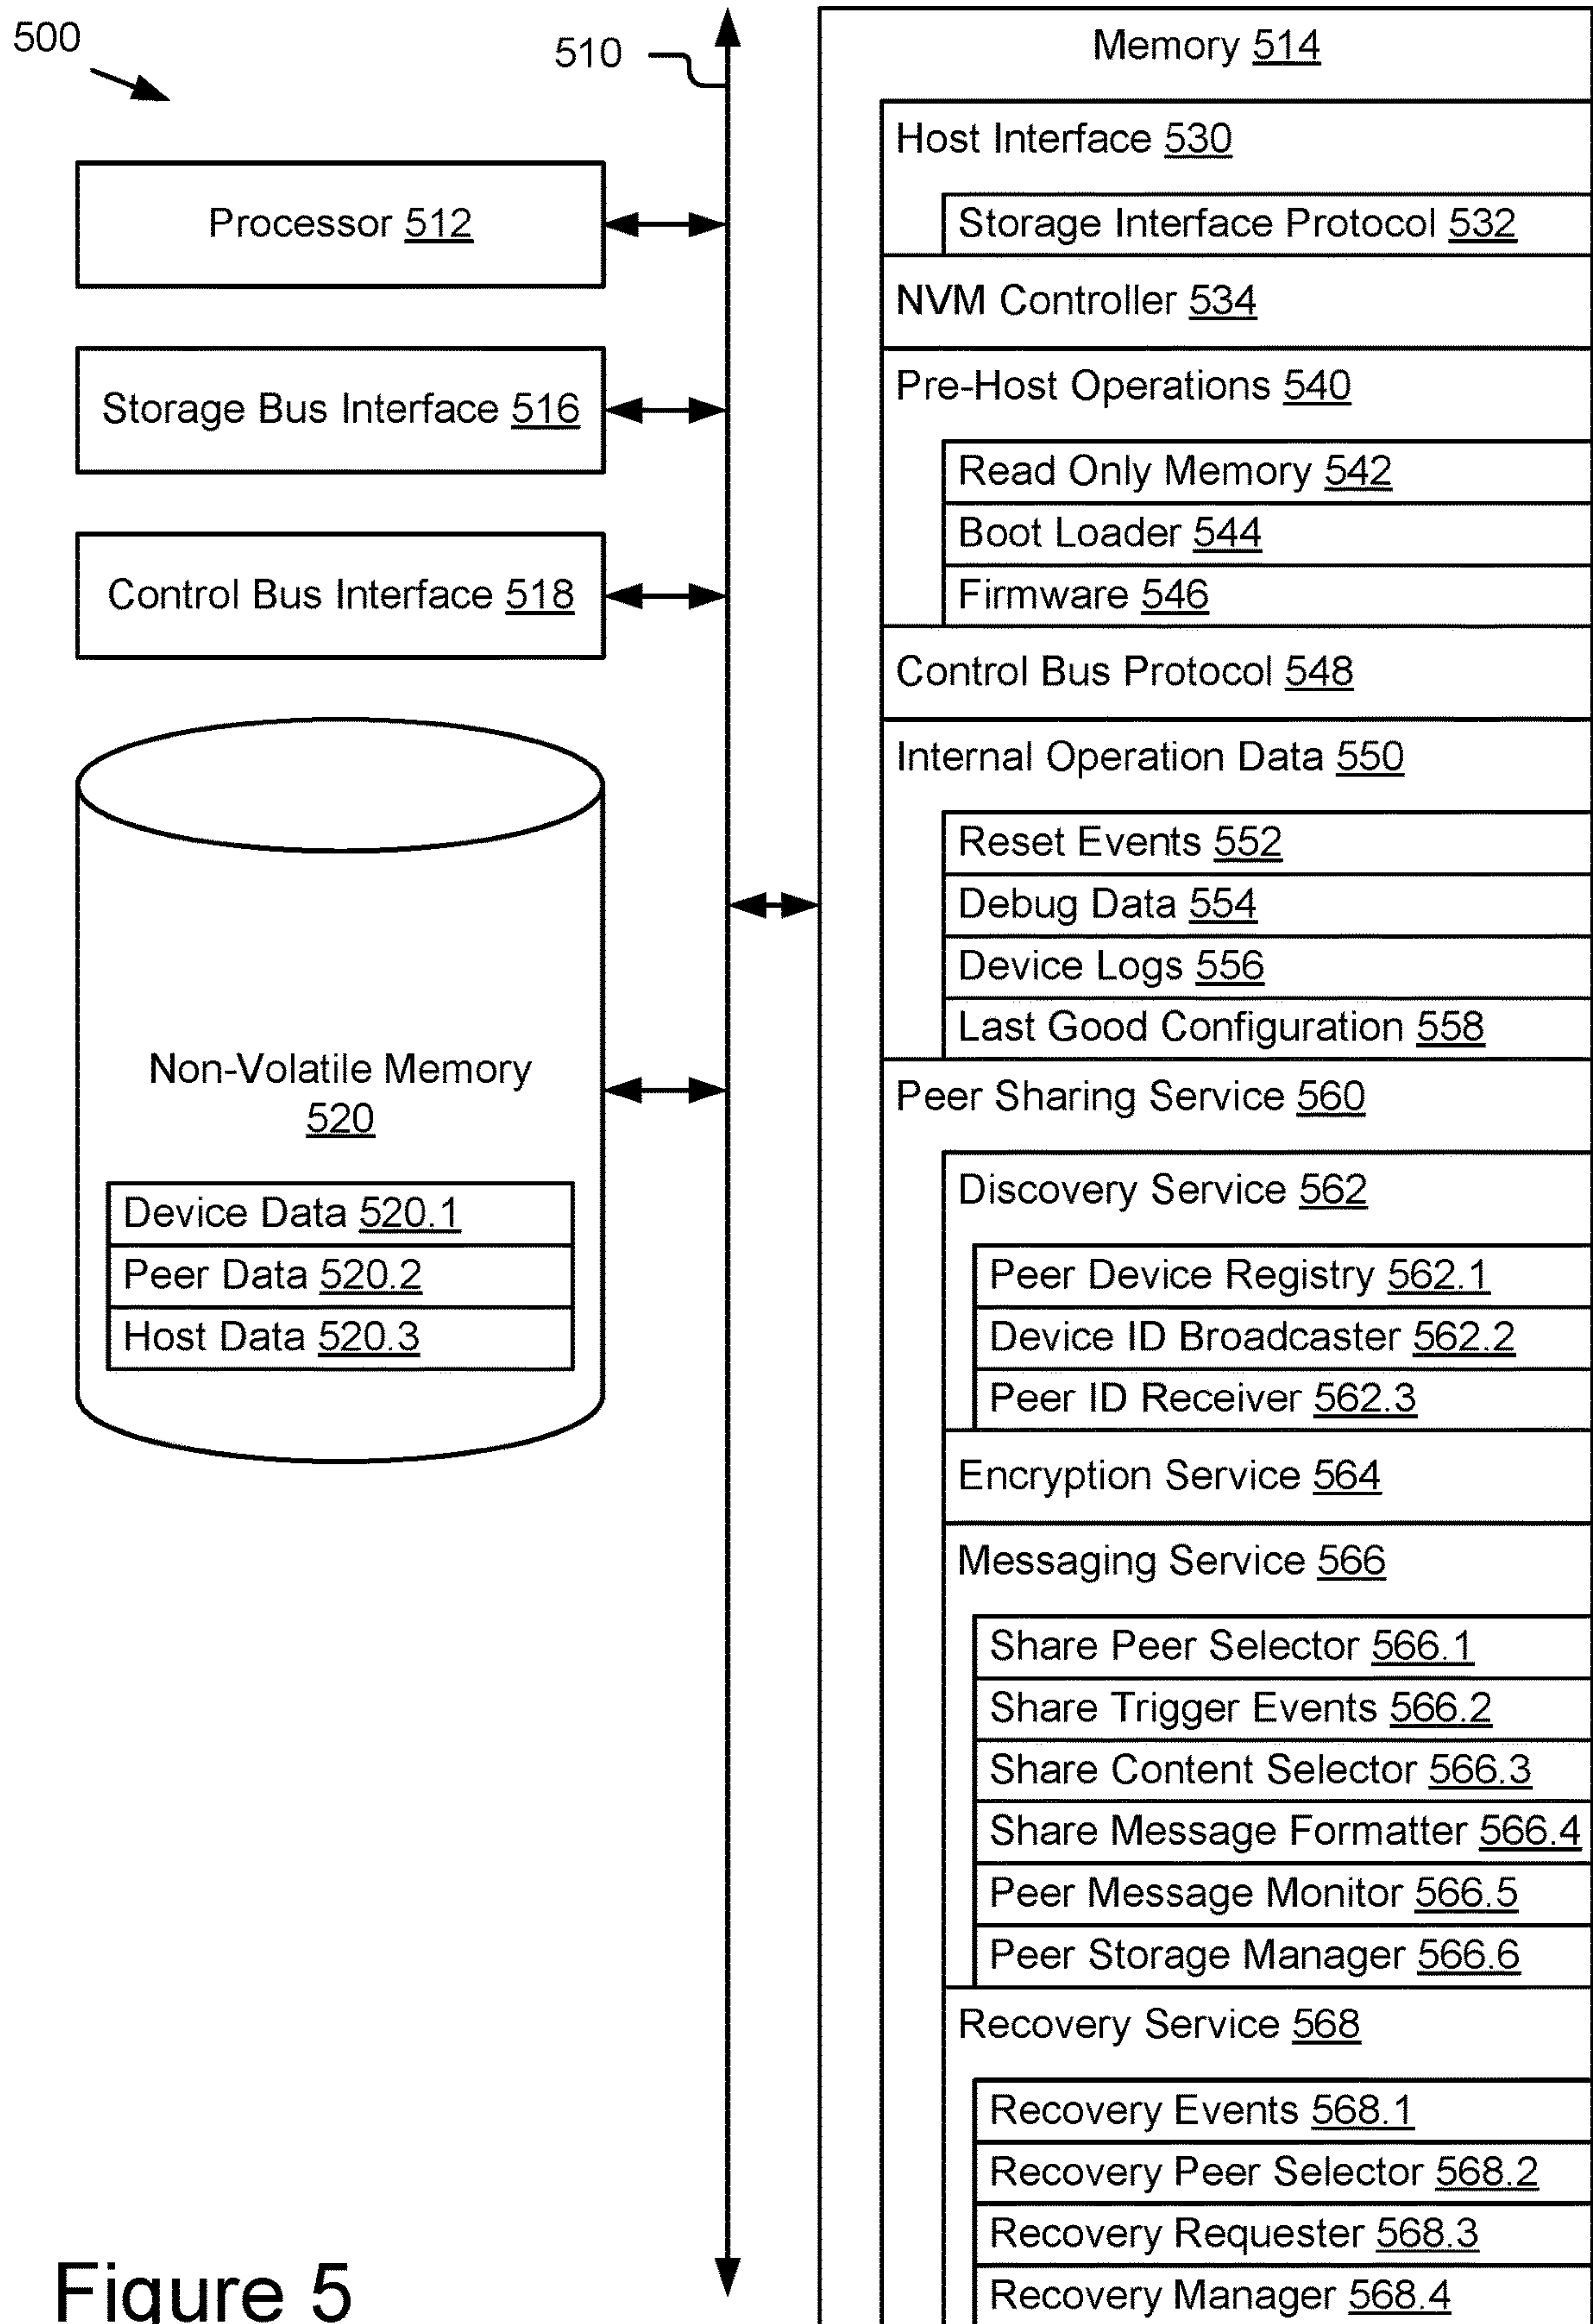 500
510
Processor 512
Storage Bus Interface 516
Control Bus Interface 518
Non-Volatile Memory
520
Device Data 520.1
Peer Data 520.2
Host Data 520.3
Memory 514
Host Interface 530
Storage Interface Protocol 532
NVM Controller 534
Pre-Host Operations 540
Read Only Memory 542
Boot Loader 544
Firmware 546
Control Bus Protocol 548
Internal Operation Data 550
Reset Events 552
Debug Data 554
Device Logs 556
Last Good Configuration 558
Peer Sharing Service 560
Discovery Service 562
Peer Device Registry 562.1
Device ID Broadcaster 562.2
Peer ID Receiver 562.3
Encryption Service 564
Messaging Service 566
Share Peer Selector 566.1
Share Trigger Events 566.2
Share Content Selector 566.3
Share Message Formatter 566.4
Peer Message Monitor 566.5
Peer Storage Manager 566.6
Recovery Service 568
Recovery Events 568.1
Recovery Peer Selector 568.2
Recovery Requester 568.3
Recovery Manager 568.4
Figure 5